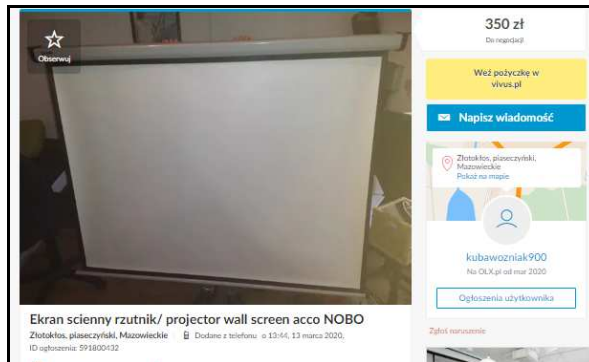 Obserwuj
350 zł
Do negocjacji
Weź pożyczkę w
vivus.pl
Napisz wiadomość
Złotokłos, piaseczyński,
Mazowieckie
Pokaż na mapie
kubawozniak900
Na OLX.pl od mar 2020
Ogłoszenia użytkownika
Zgłoś naruszenie
Ekran scienny rzutnik/ projector wall screen acco NOBO
Złotokłos, piaseczyński, Mazowieckie Dodane z telefonu o 13:44, 13 marca 2020,
ID ogłoszenia: 591800432